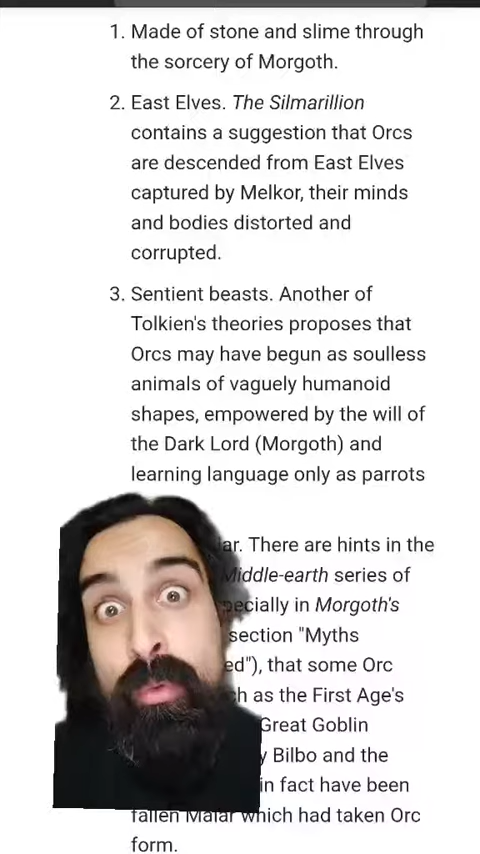 1. Made of stone and slime through
the sorcery of Morgoth.
2. East Elves. The Silmarillion
contains a suggestion that Orcs
are descended from East Elves
captured by Melkor, their minds
and bodies distorted and
corrupted.
3. Sentient beasts. Another of
Tolkien's theories proposes that
Orcs may have begun as soulless
animals of vaguely humanoid
shapes, empowered by the will of
the Dark Lord (Morgoth) and
learning language only as parrots
There are hints in the
Middle-earth series of
in Morgoth's
section "Myths
that some Orc
as the First Age's
Great Goblin
Bilbo and the
in fact have been
fallen Maiar which had taken Orc
form.